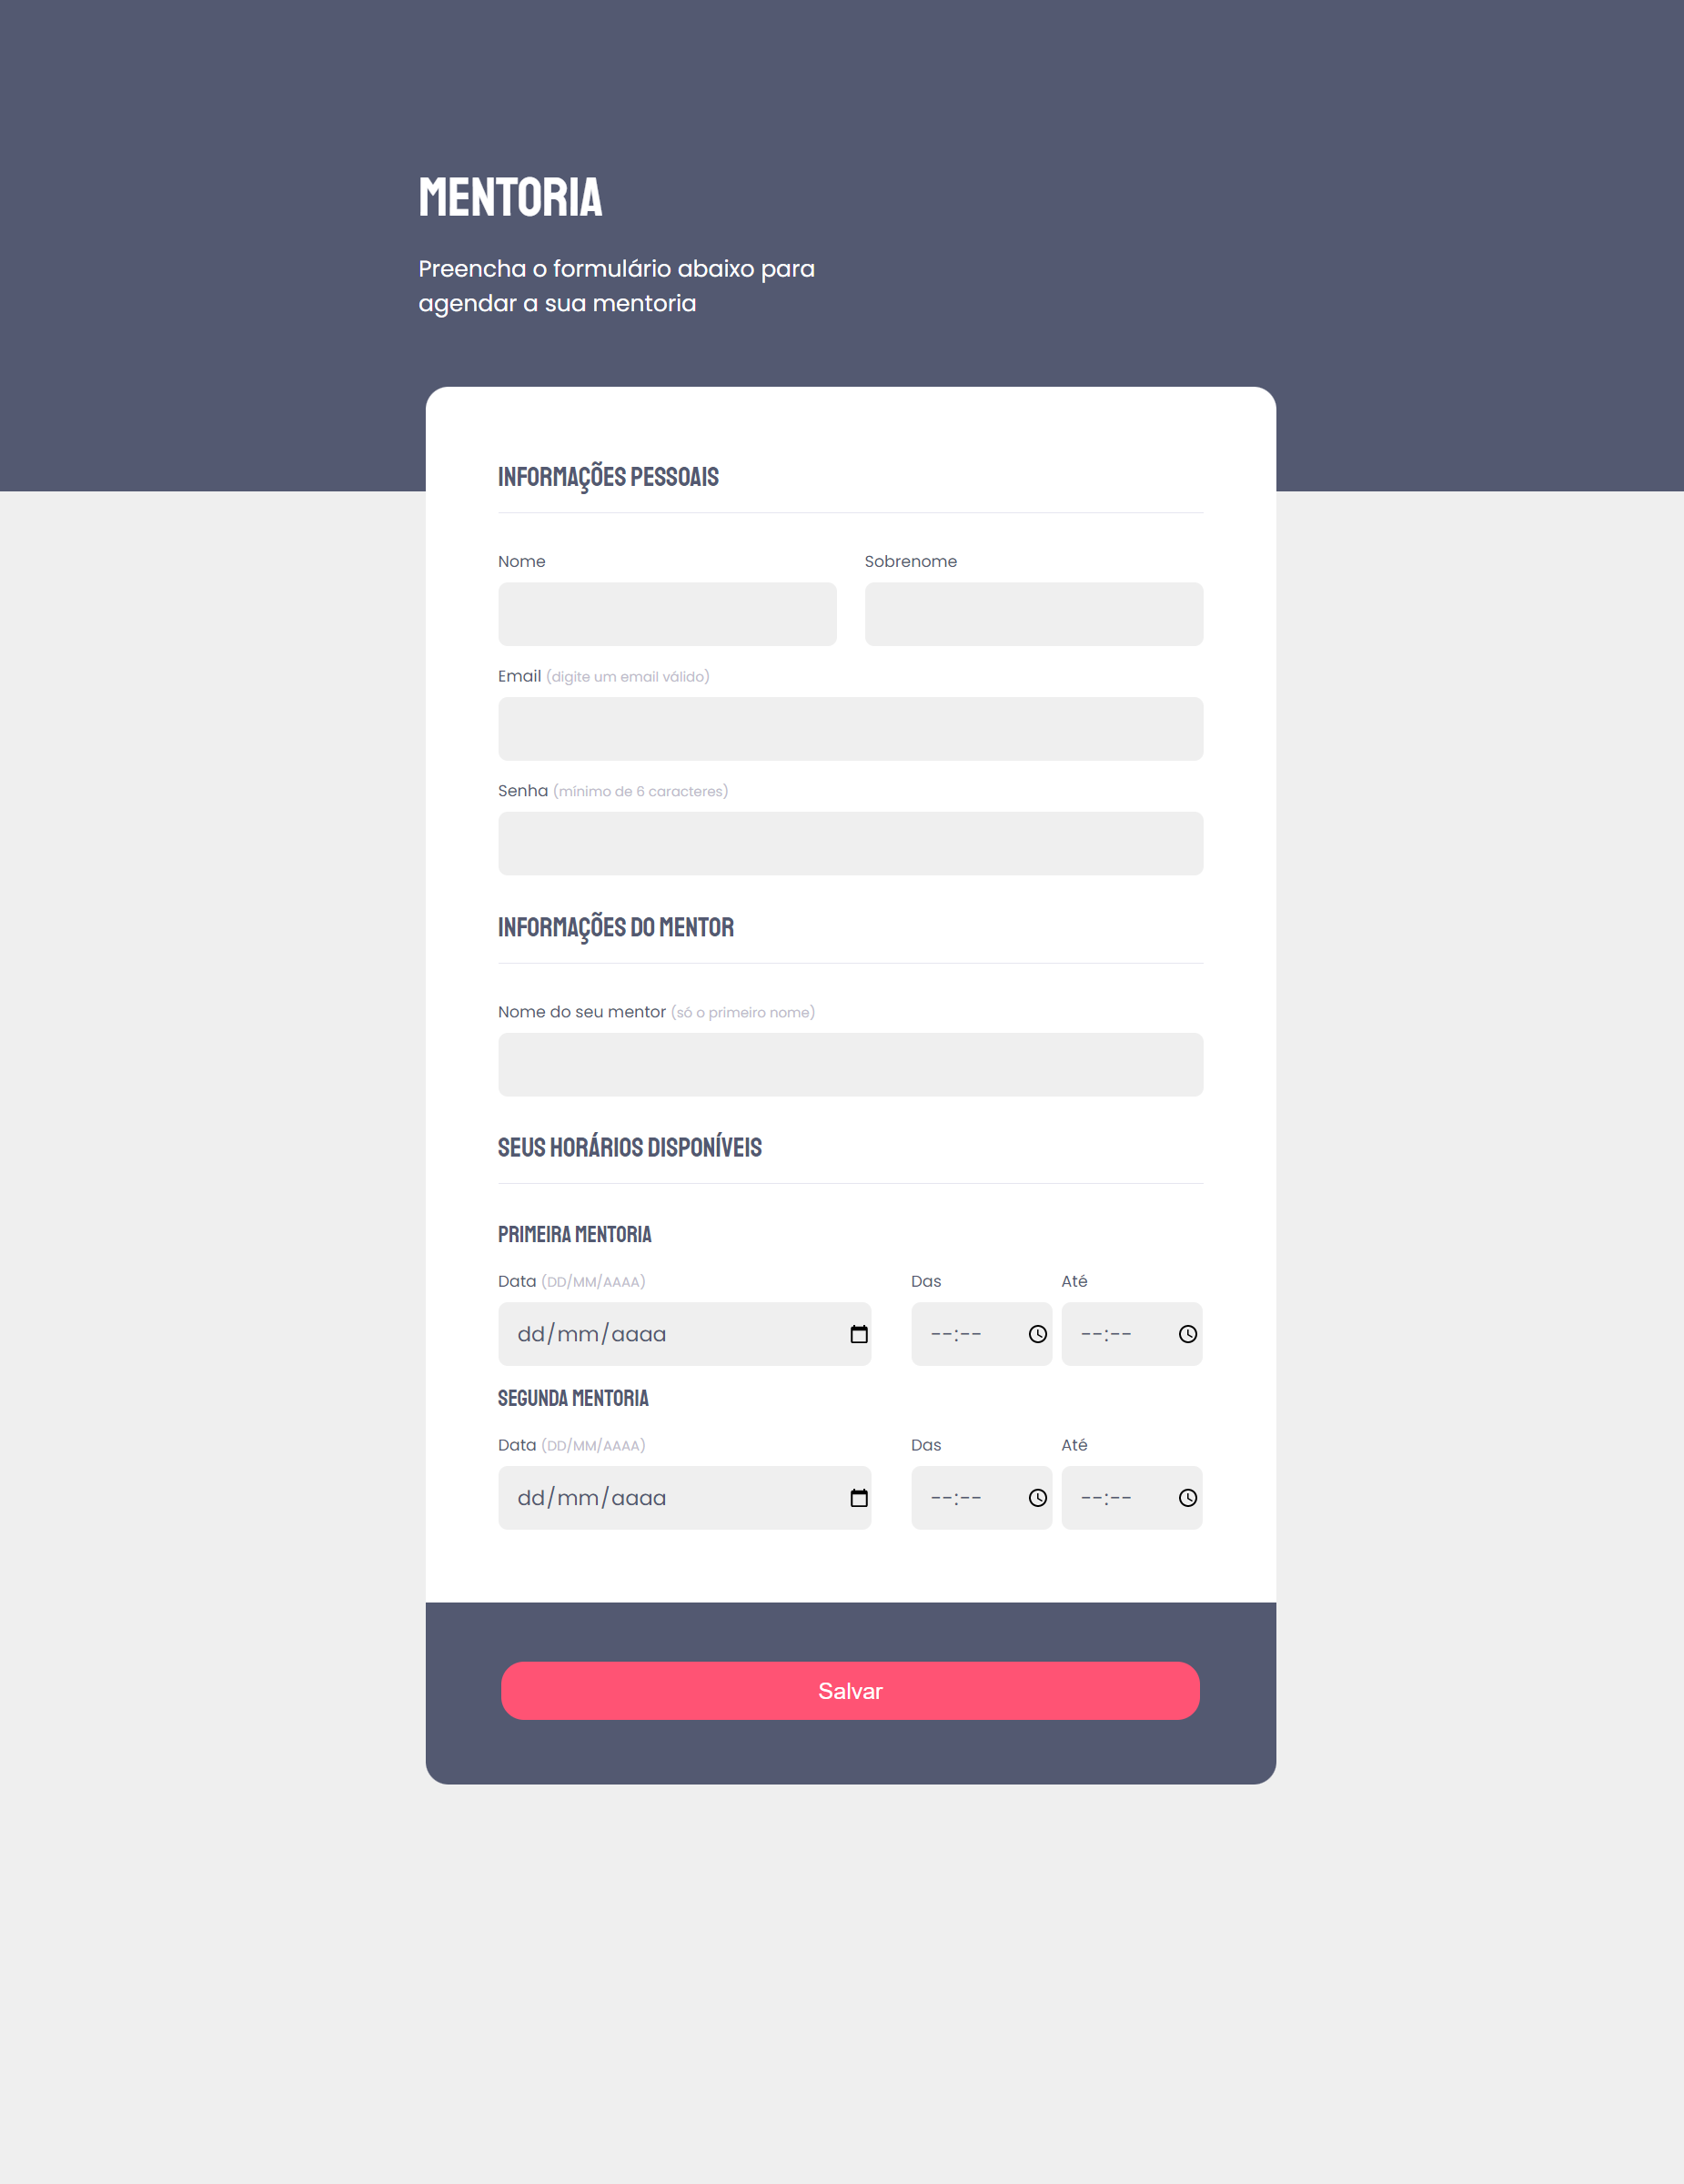 MENTORIA
Preencha o formulário abaixo para
agendar a sua mentoria
INFORMAÇÕES PESSOAIS
Nome Sobrenome
Email (digite um email válido)
Senha (mínimo de 6 caracteres)
INFORMAÇÕES DO MENTOR
Nome do seu mentor (só o primeiro nome)
SEUS HORÁRIOS DISPONÍVEIS
PRIMEIRA MENTORIA
Data (DD/MM/AAAA) Das Até
dd/mm/aaaa --:-- --:--
SEGUNDA MENTORIA
Data (DD/MM/AAAA) Das Até
dd/mm/aaaa --:-- --:--
Salvar